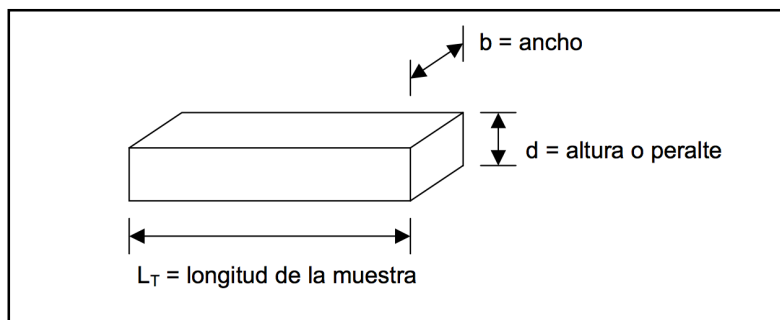 b = ancho
d = altura o peralte
L_T = longitud de la muestra